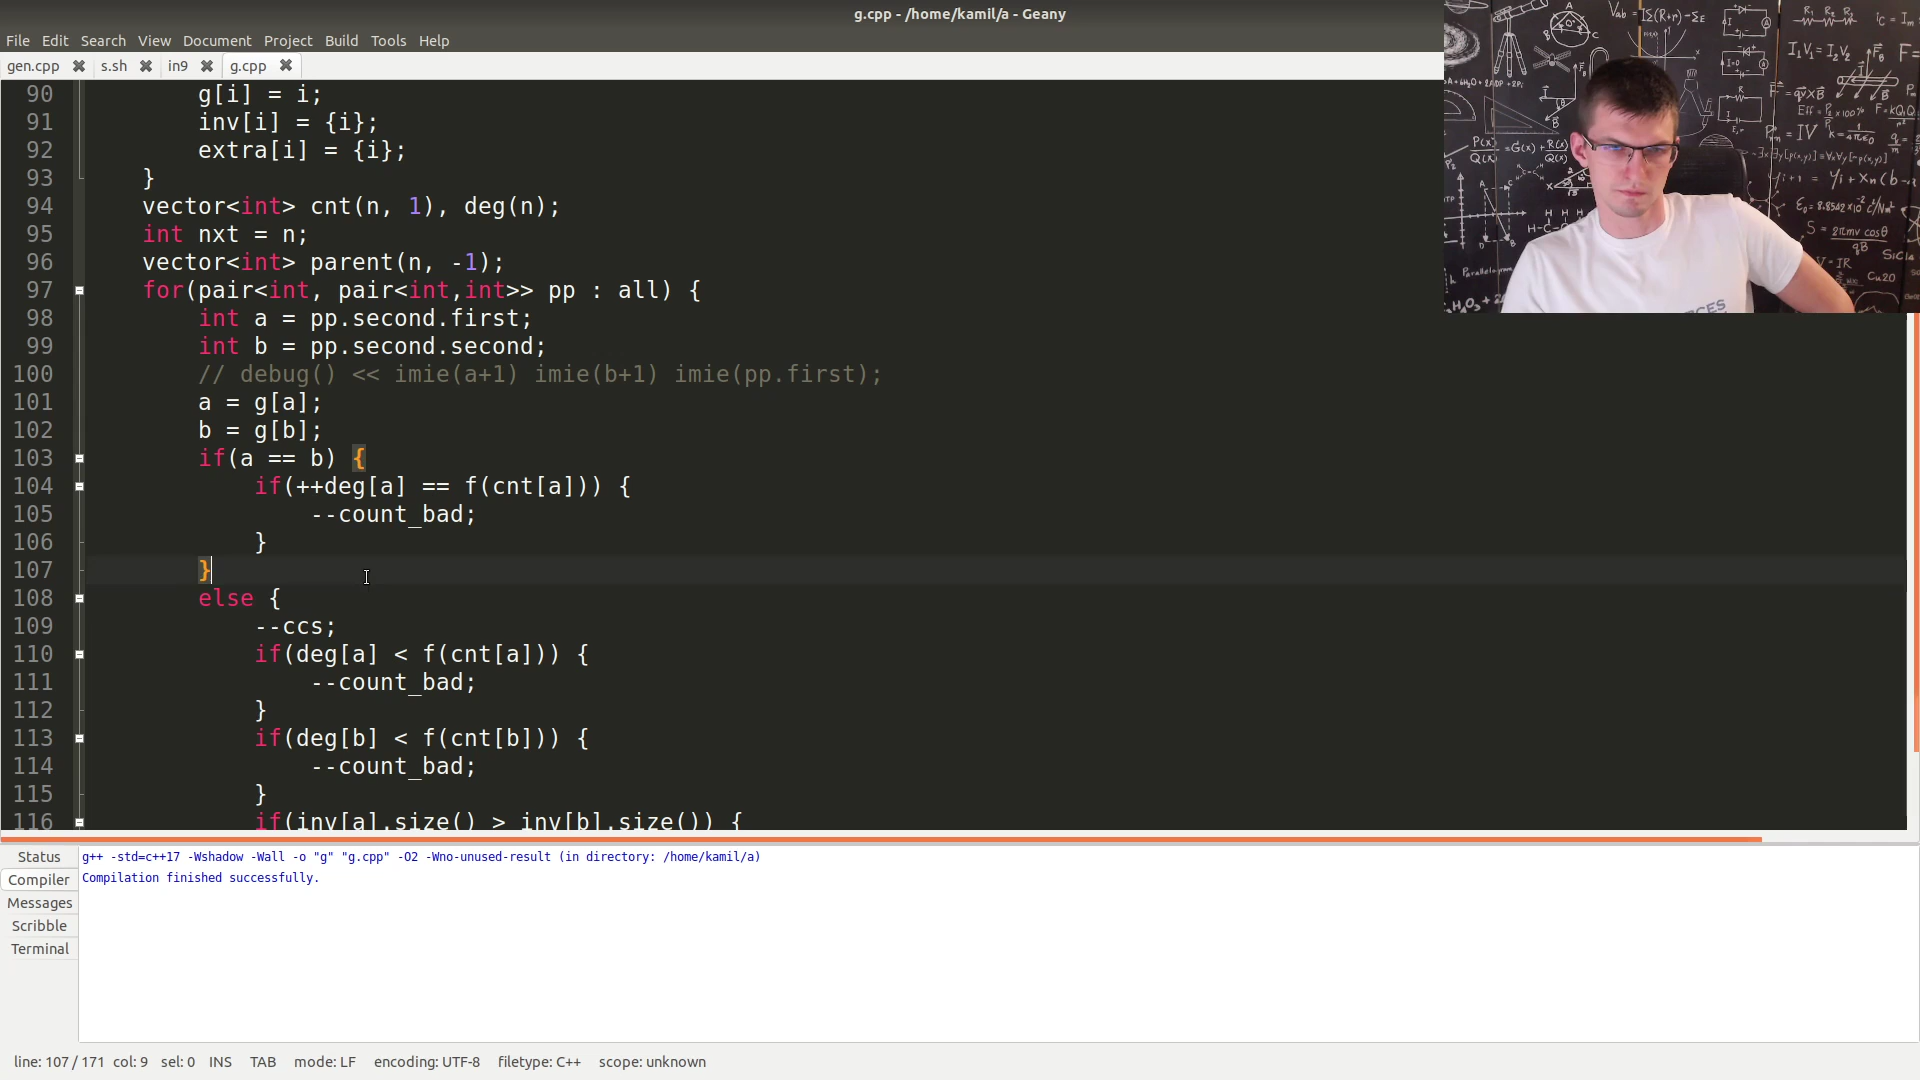 g.cpp - /home/kamil/a - Geany
File Edit Search View Document Project Build Tools Help
gen.cpp s.sh in9 g.cpp
90 g[i] = i;
91 inv[i] = {i};
92 extra[i] = {i};
93 }
94 vector<int> cnt(n, 1), deg(n);
95 int nxt = n;
96 vector<int> parent(n, -1);
97 for(pair<int, pair<int,int>> pp : all) {
98 int a = pp.second.first;
99 int b = pp.second.second;
100 // debug() << imie(a+1) imie(b+1) imie(pp.first);
101 a = g[a];
102 b = g[b];
103 if(a == b) {
104 if(++deg[a] == f(cnt[a])) {
105 --count_bad;
106 }
107 }
108 else {
109 --ccs;
110 if(deg[a] < f(cnt[a])) {
111 --count_bad;
112 }
113 if(deg[b] < f(cnt[b])) {
114 --count_bad;
115 }
116 if(inv[a].size() > inv[b].size()) {
Status
Compiler
Messages
Scribble
Terminal
g++ -std=c++17 -Wshadow -Wall -o "g" "g.cpp" -O2 -Wno-unused-result (in directory: /home/kamil/a)
Compilation finished successfully.
line: 107 / 171 col: 9 sel: 0 INS TAB mode: LF encoding: UTF-8 filetype: C++ scope: unknown